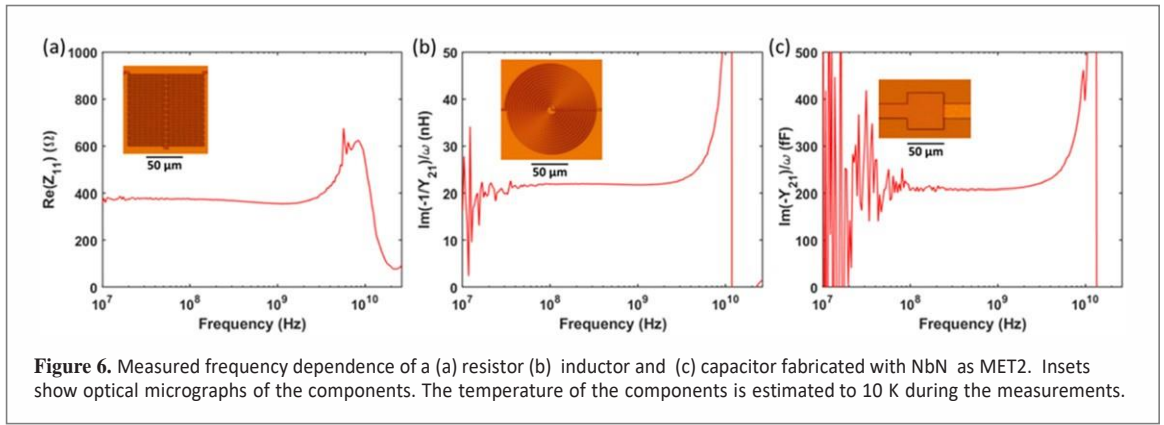 (a)
1000
800
600
400
200
0
Re(Z11) (Ω)
50 µm
10^7 10^8 10^9 10^10
Frequency (Hz)
(b)
50
40
30
20
10
0
Im(-1/Y21)/ω (nH)
50 µm
10^7 10^8 10^9 10^10
Frequency (Hz)
(c)
500
400
300
200
100
0
Im(-Y21)/ω (fF)
50 µm
10^7 10^8 10^9 10^10
Frequency (Hz)
Figure 6. Measured frequency dependence of a (a) resistor (b) inductor and (c) capacitor fabricated with NbN as MET2. Insets
show optical micrographs of the components. The temperature of the components is estimated to 10 K during the measurements.